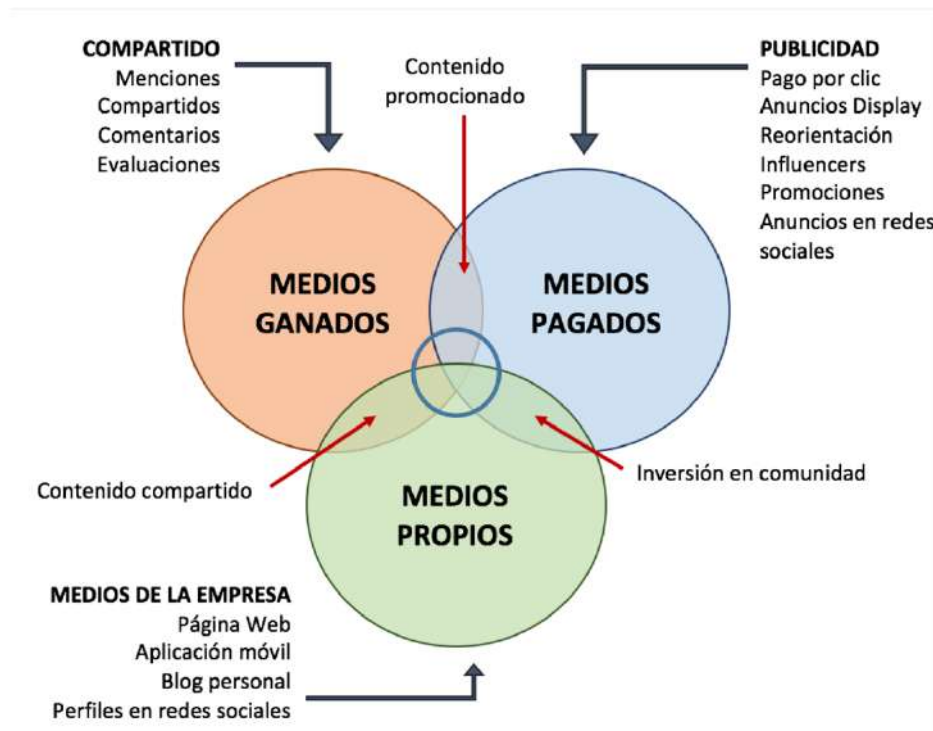 COMPARTIDO
Menciones
Compartidos
Comentarios
Evaluaciones
Contenido
promocionado
PUBLICIDAD
Pago por clic
Anuncios Display
Reorientación
Influencers
Promociones
Anuncios en redes
sociales
MEDIOS
GANADOS
MEDIOS
PAGADOS
Contenido compartido
Inversión en comunidad
MEDIOS
PROPIOS
MEDIOS DE LA EMPRESA
Página Web
Aplicación móvil
Blog personal
Perfiles en redes sociales